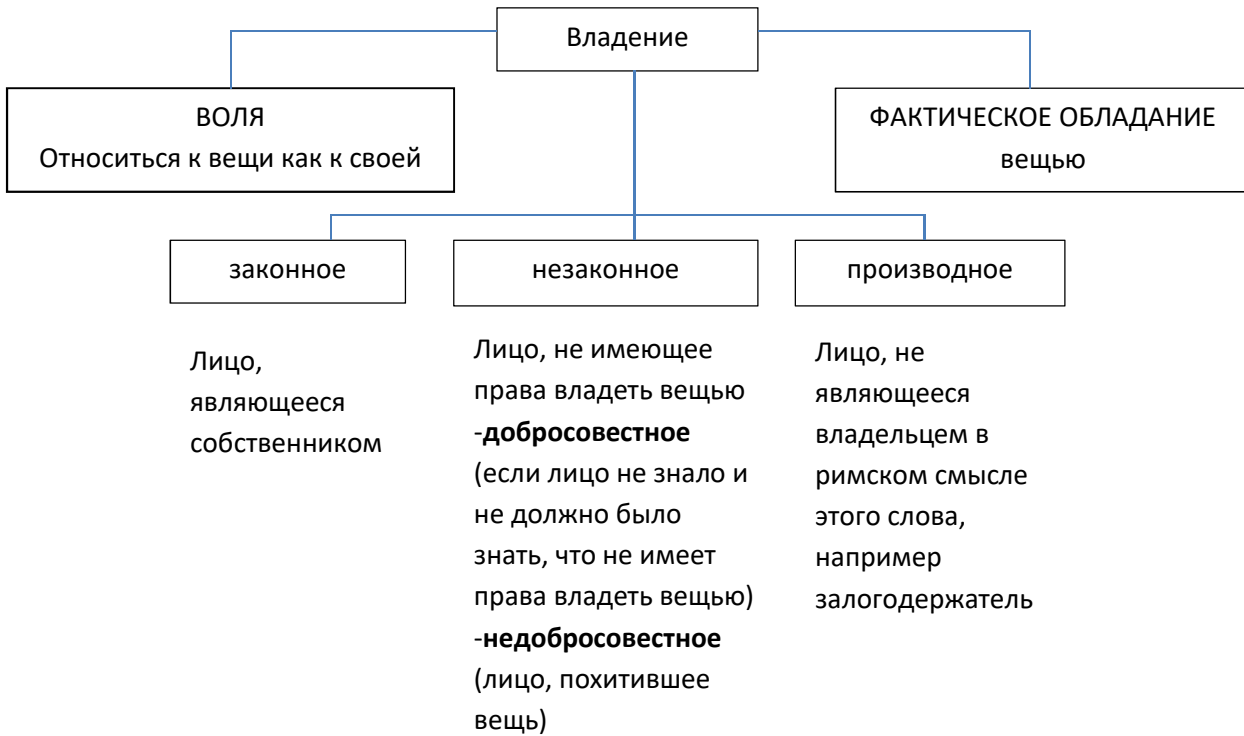 Владение
ВОЛЯ
Относиться к вещи как к своей
ФАКТИЧЕСКОЕ ОБЛАДАНИЕ
вещью
законное
незаконное
производное
Лицо,
являющееся
собственником
Лицо, не имеющее
права владеть вещью
-добросовестное
(если лицо не знало и
не должно было
знать, что не имеет
права владеть вещью)
-недобросовестное
(лицо, похитившее
вещь)
Лицо, не
являющееся
владельцем в
римском смысле
этого слова,
например
залогодержатель